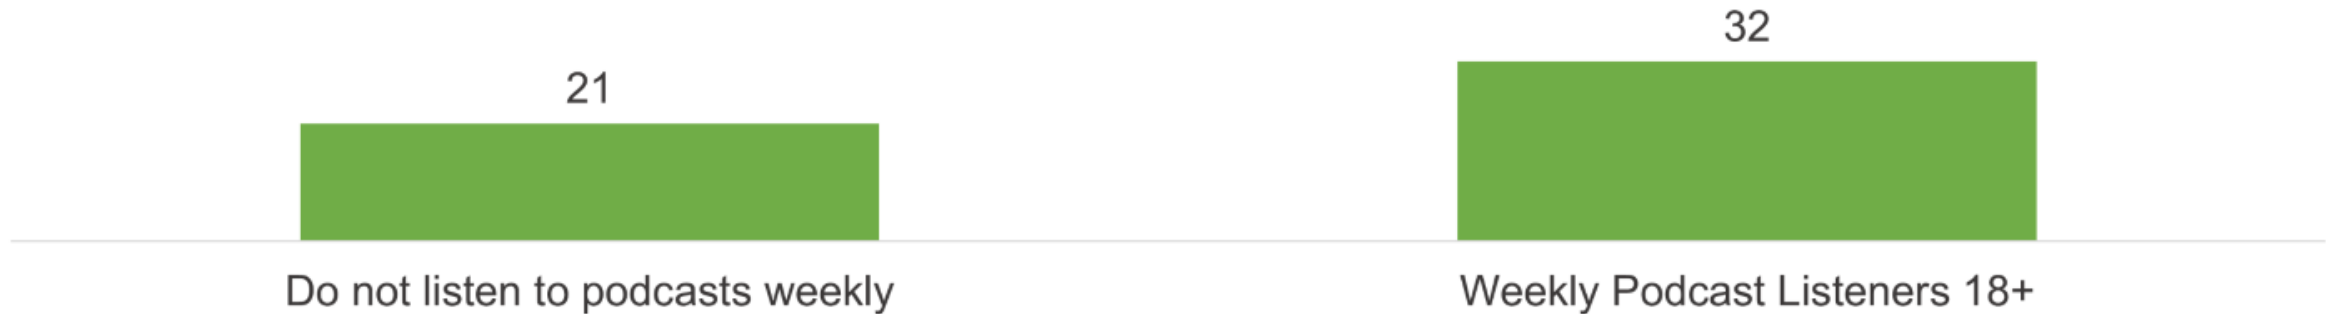 32
21
Do not listen to podcasts weekly
Weekly Podcast Listeners 18+